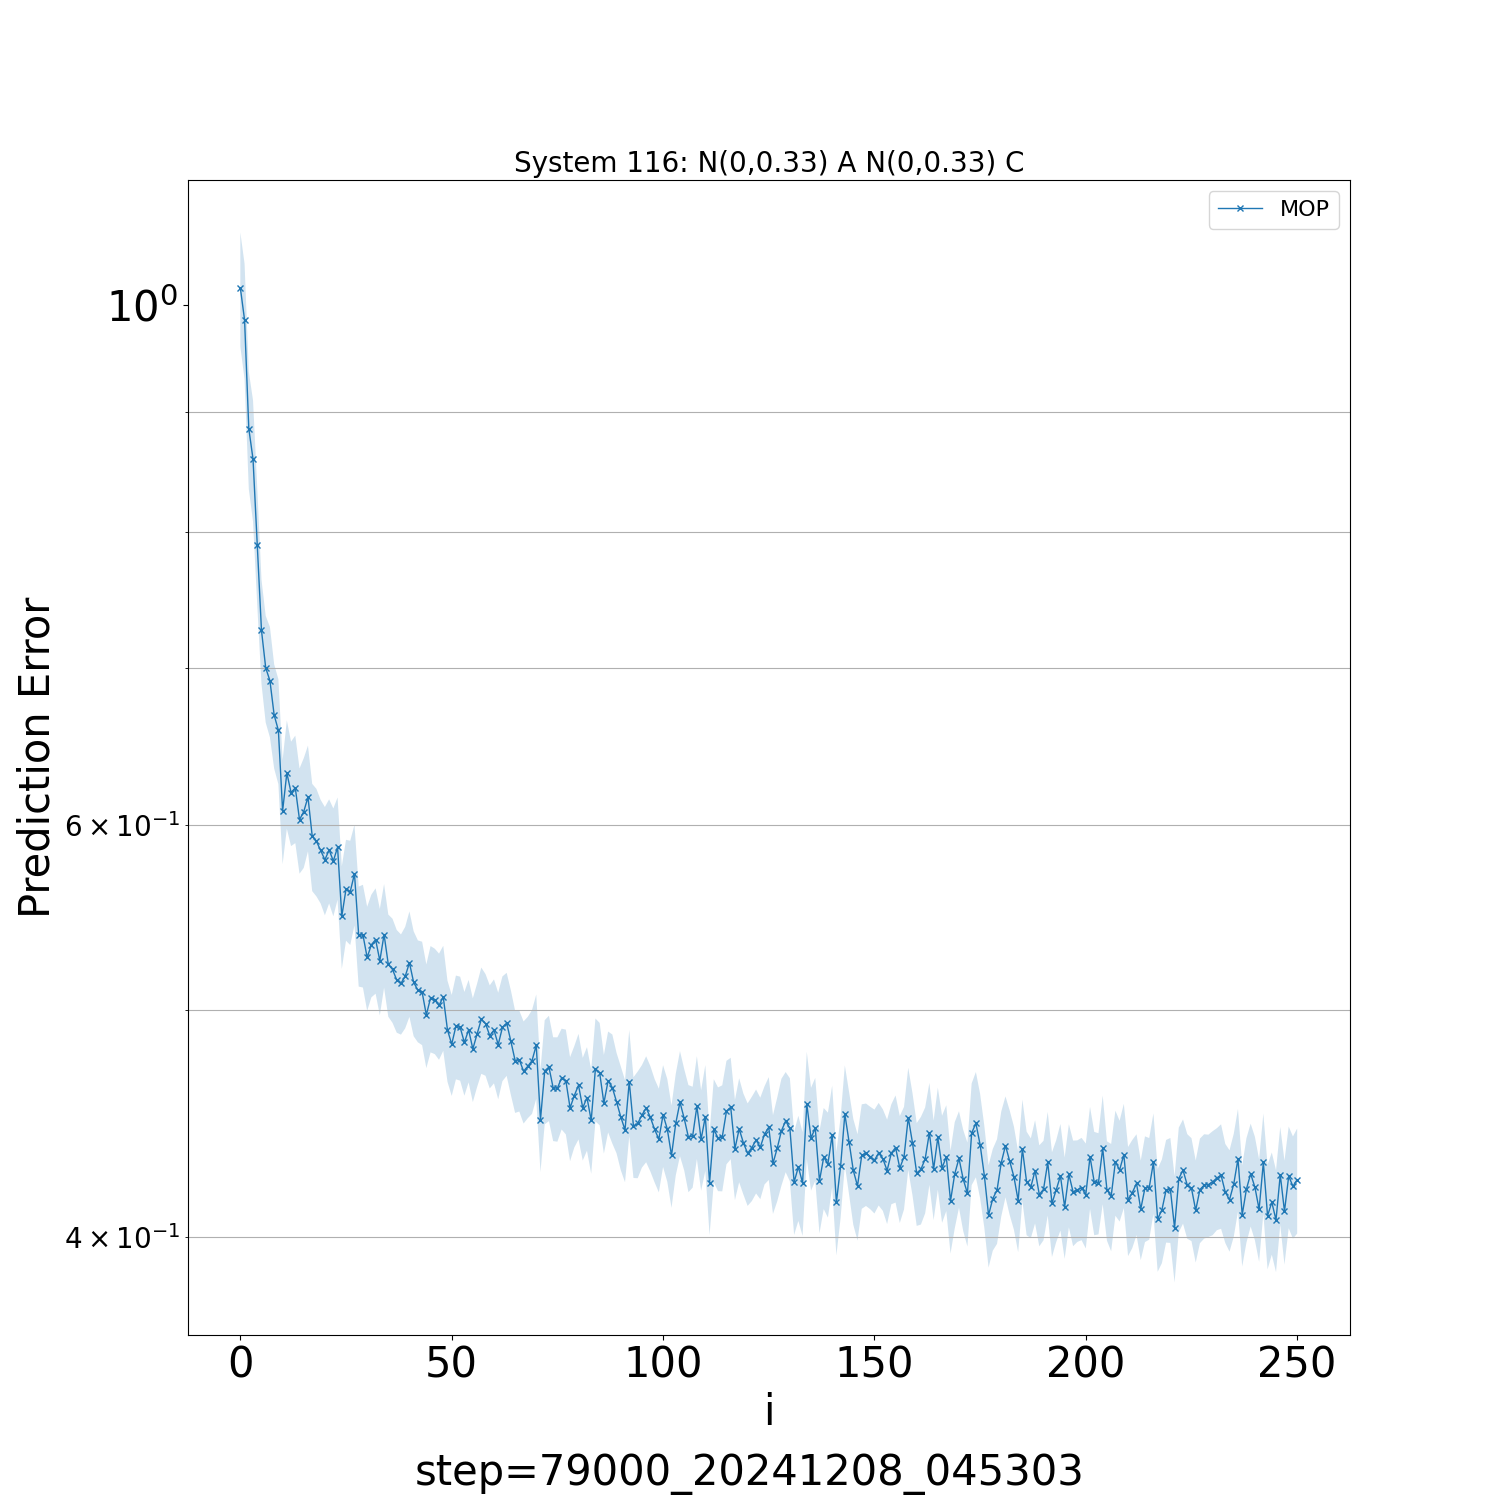 System 116: N(0,0.33) A N(0,0.33) C
MOP
10⁰
6 × 10⁻¹
4 × 10⁻¹
Prediction Error
0 50 100 150 200 250
i
step=79000_20241208_045303